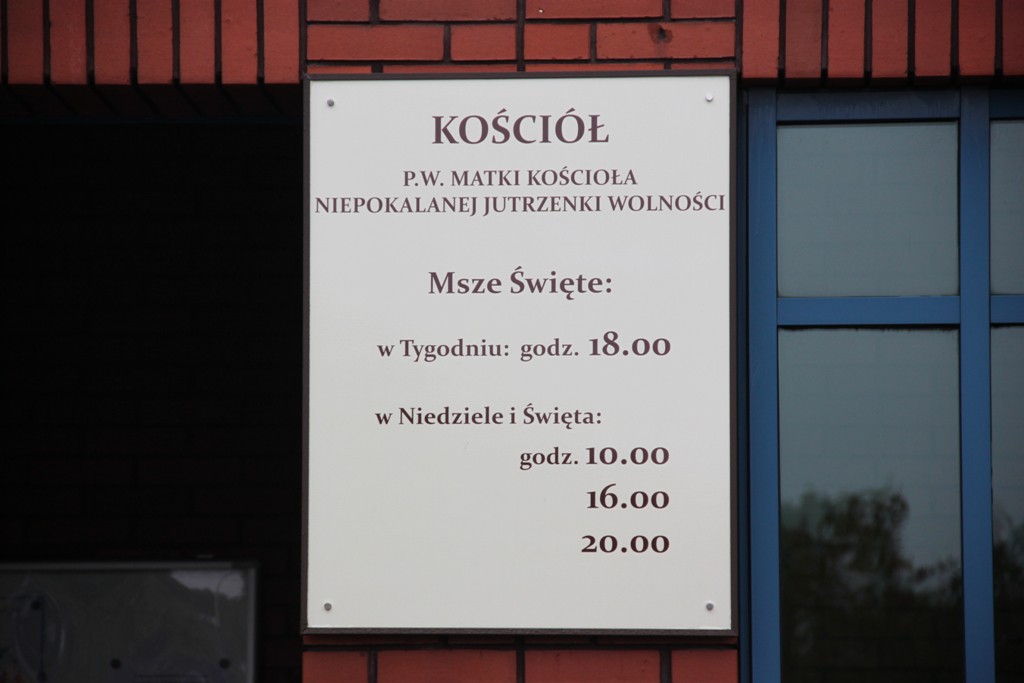 KOŚCIÓŁ
P.W. MATKI KOŚCIOŁA
NIEPOKALANEJ JUTRZENKI WOLNOŚCI
Msze Święte:
w Tygodniu: godz. 18.00
w Niedziele i Święta:
godz. 10.00
16.00
20.00